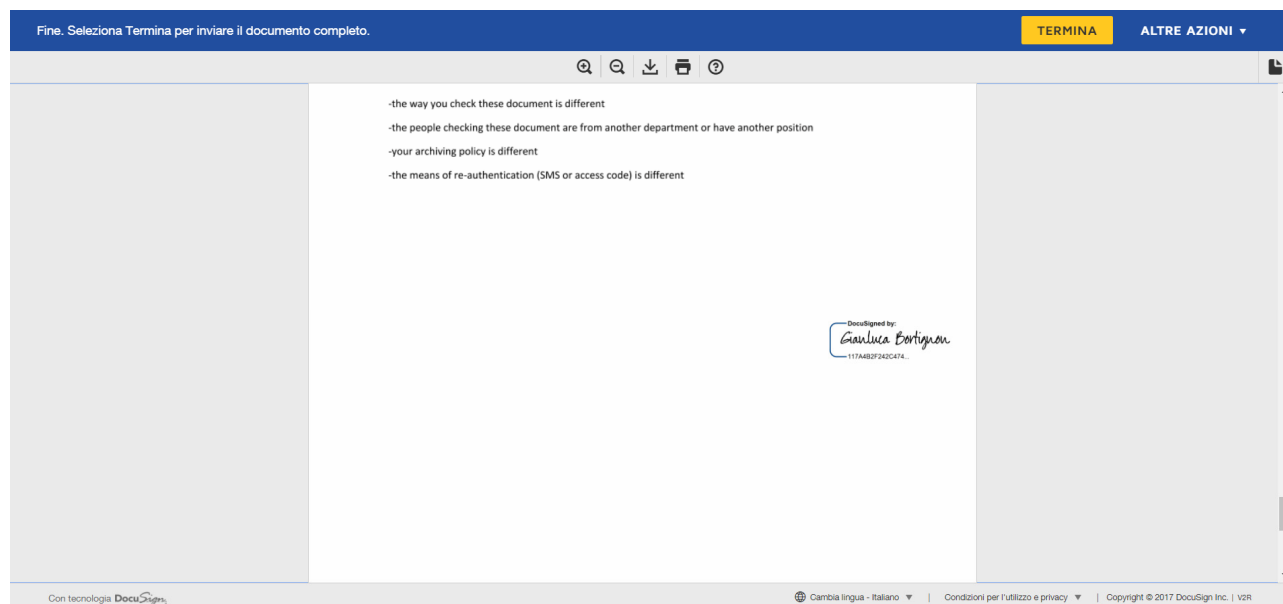 Fine. Seleziona Termina per inviare il documento completo.
TERMINA
ALTRE AZIONI
-the way you check these document is different
-the people checking these document are from another department or have another position
-your archiving policy is different
-the means of re-authentication (SMS or access code) is different
DocuSigned by:
Gianluca Bortignon
117A4B2F242C474...
Con tecnologia DocuSign
Cambia lingua - Italiano | Condizioni per l'utilizzo e privacy | Copyright © 2017 DocuSign Inc. | V2R